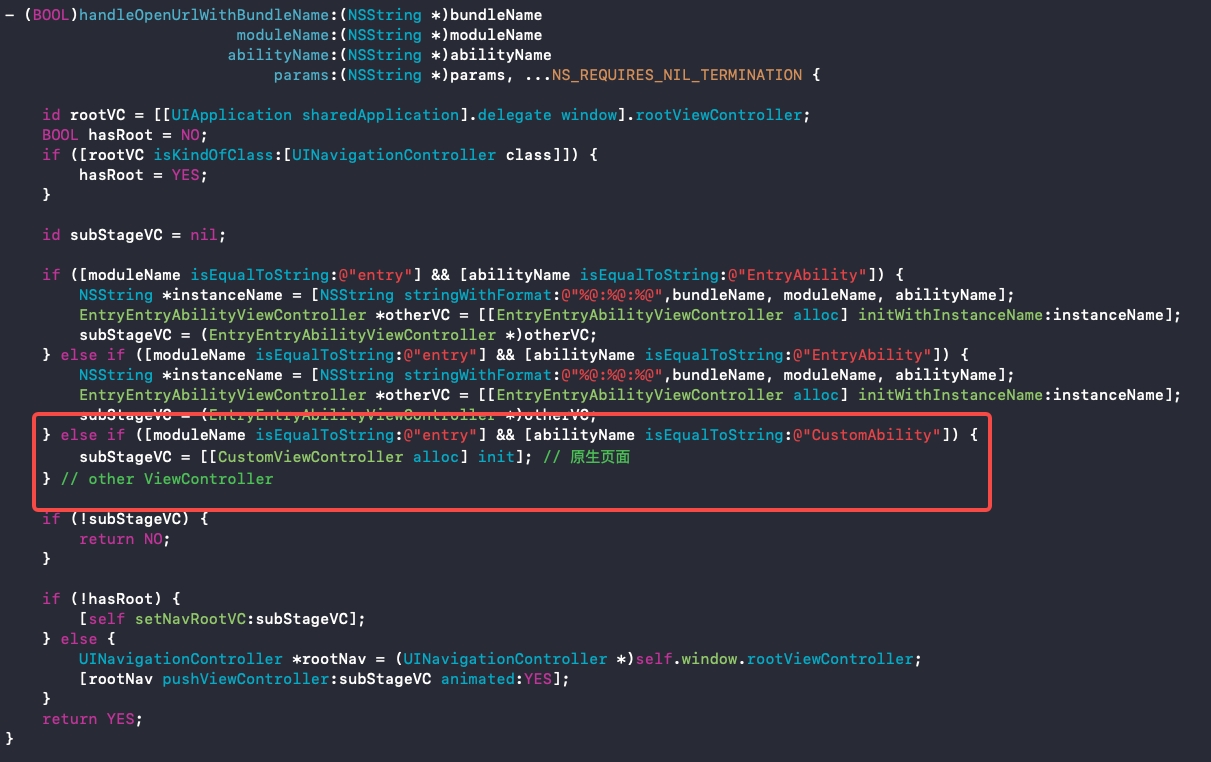 - (BOOL)handleOpenUrlWithBundleName:(NSString *)bundleName
moduleName:(NSString *)moduleName
abilityName:(NSString *)abilityName
params:(NSString *)params, ...NS_REQUIRES_NIL_TERMINATION {
id rootVC = [[UIApplication sharedApplication].delegate window].rootViewController;
BOOL hasRoot = NO;
if ([rootVC isKindOfClass:[UINavigationController class]]) {
hasRoot = YES;
}
id subStageVC = nil;
if ([moduleName isEqualToString:@"entry"] && [abilityName isEqualToString:@"EntryAbility"]) {
NSString *instanceName = [NSString stringWithFormat:@"%@:%@:%@",bundleName, moduleName, abilityName];
EntryEntryAbilityViewController *otherVC = [[EntryEntryAbilityViewController alloc] initWithInstanceName:instanceName];
subStageVC = (EntryEntryAbilityViewController *)otherVC;
} else if ([moduleName isEqualToString:@"entry"] && [abilityName isEqualToString:@"EntryAbility"]) {
NSString *instanceName = [NSString stringWithFormat:@"%@:%@:%@",bundleName, moduleName, abilityName];
EntryEntryAbilityViewController *otherVC = [[EntryEntryAbilityViewController alloc] initWithInstanceName:instanceName];
subStageVC = (EntryEntryAbilityViewController *)otherVC;
} else if ([moduleName isEqualToString:@"entry"] && [abilityName isEqualToString:@"CustomAbility"]) {
subStageVC = [[CustomViewController alloc] init]; // 原生页面
} // other ViewController
if (!subStageVC) {
return NO;
}
if (!hasRoot) {
[self setNavRootVC:subStageVC];
} else {
UINavigationController *rootNav = (UINavigationController *)self.window.rootViewController;
[rootNav pushViewController:subStageVC animated:YES];
}
return YES;
}